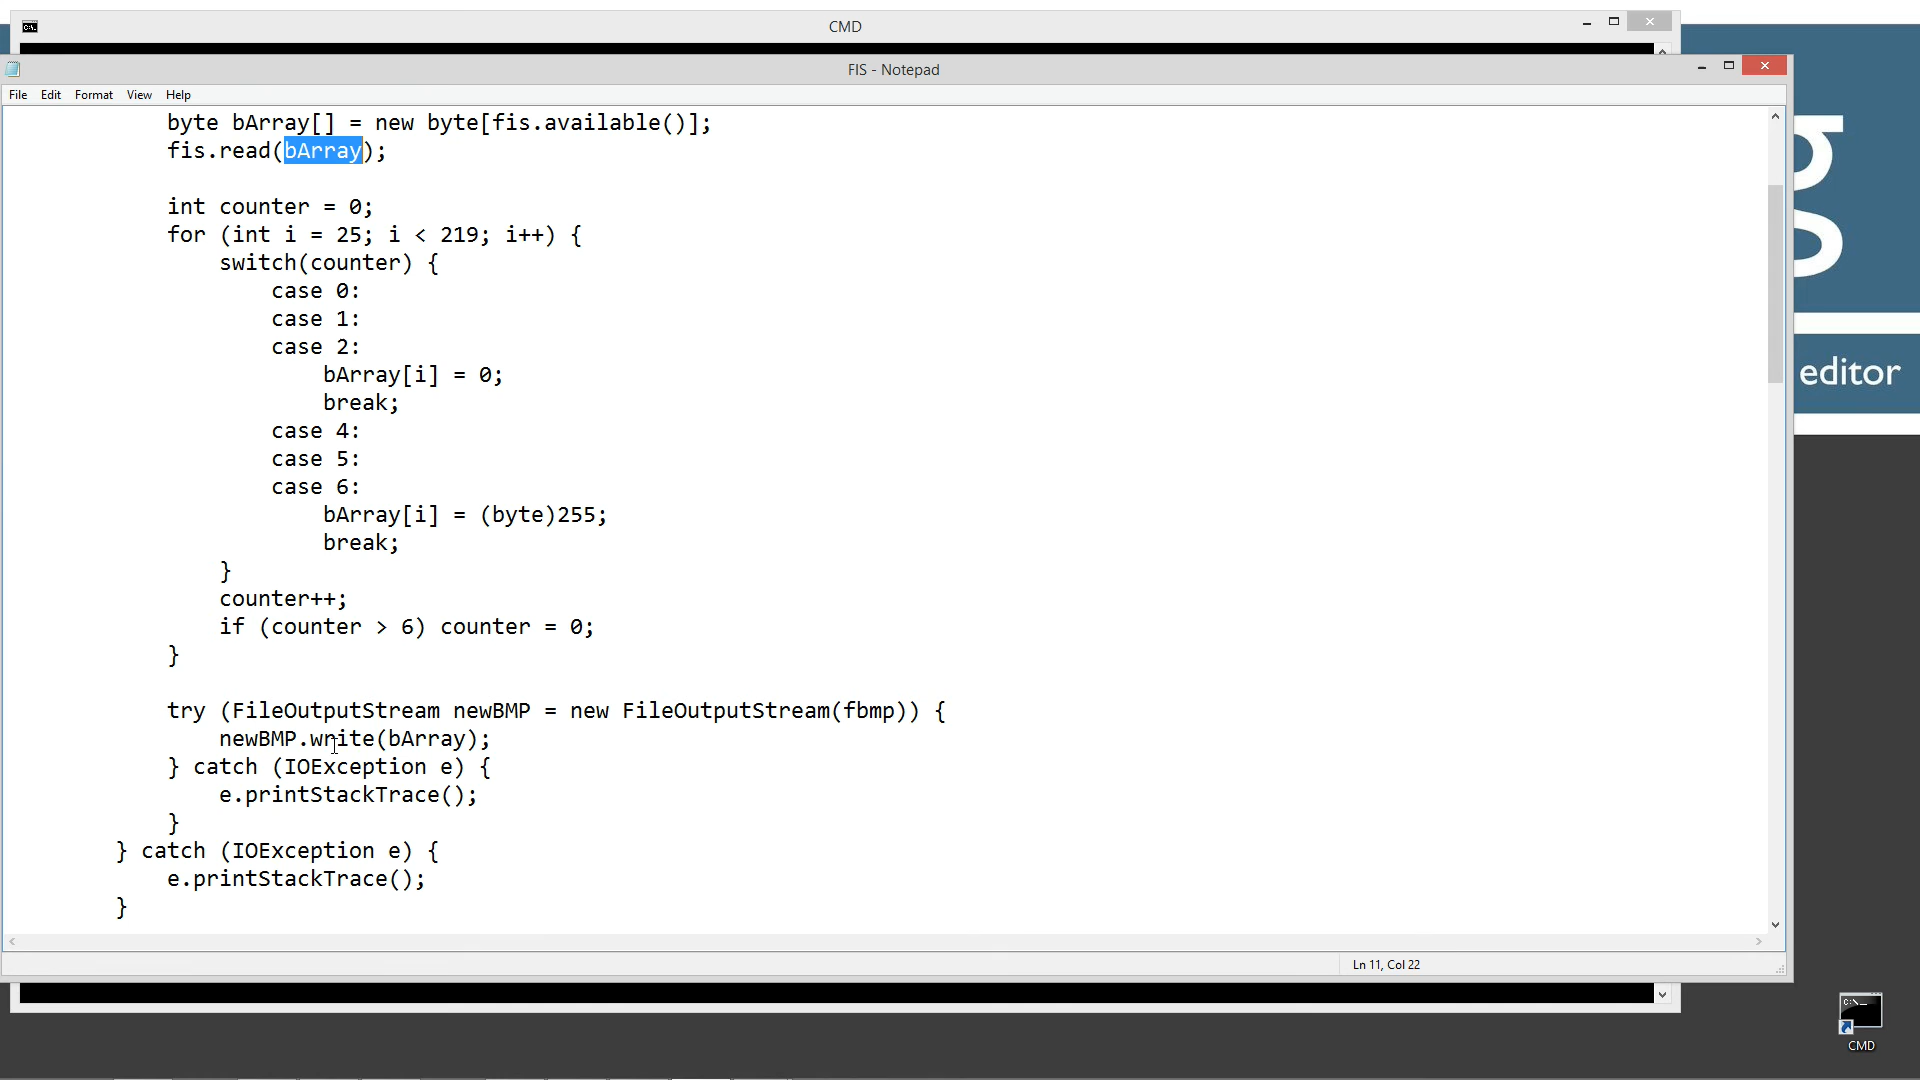 CMD
FIS - Notepad
File Edit Format View Help
byte bArray[] = new byte[fis.available()];
fis.read(bArray);
int counter = 0;
for (int i = 25; i < 219; i++) {
switch(counter) {
case 0:
case 1:
case 2:
bArray[i] = 0;
break;
case 4:
case 5:
case 6:
bArray[i] = (byte)255;
break;
}
counter++;
if (counter > 6) counter = 0;
}
try (FileOutputStream newBMP = new FileOutputStream(fbmp)) {
newBMP.write(bArray);
} catch (IOException e) {
e.printStackTrace();
}
} catch (IOException e) {
e.printStackTrace();
}
Ln 11, Col 22
g
editor
CMD